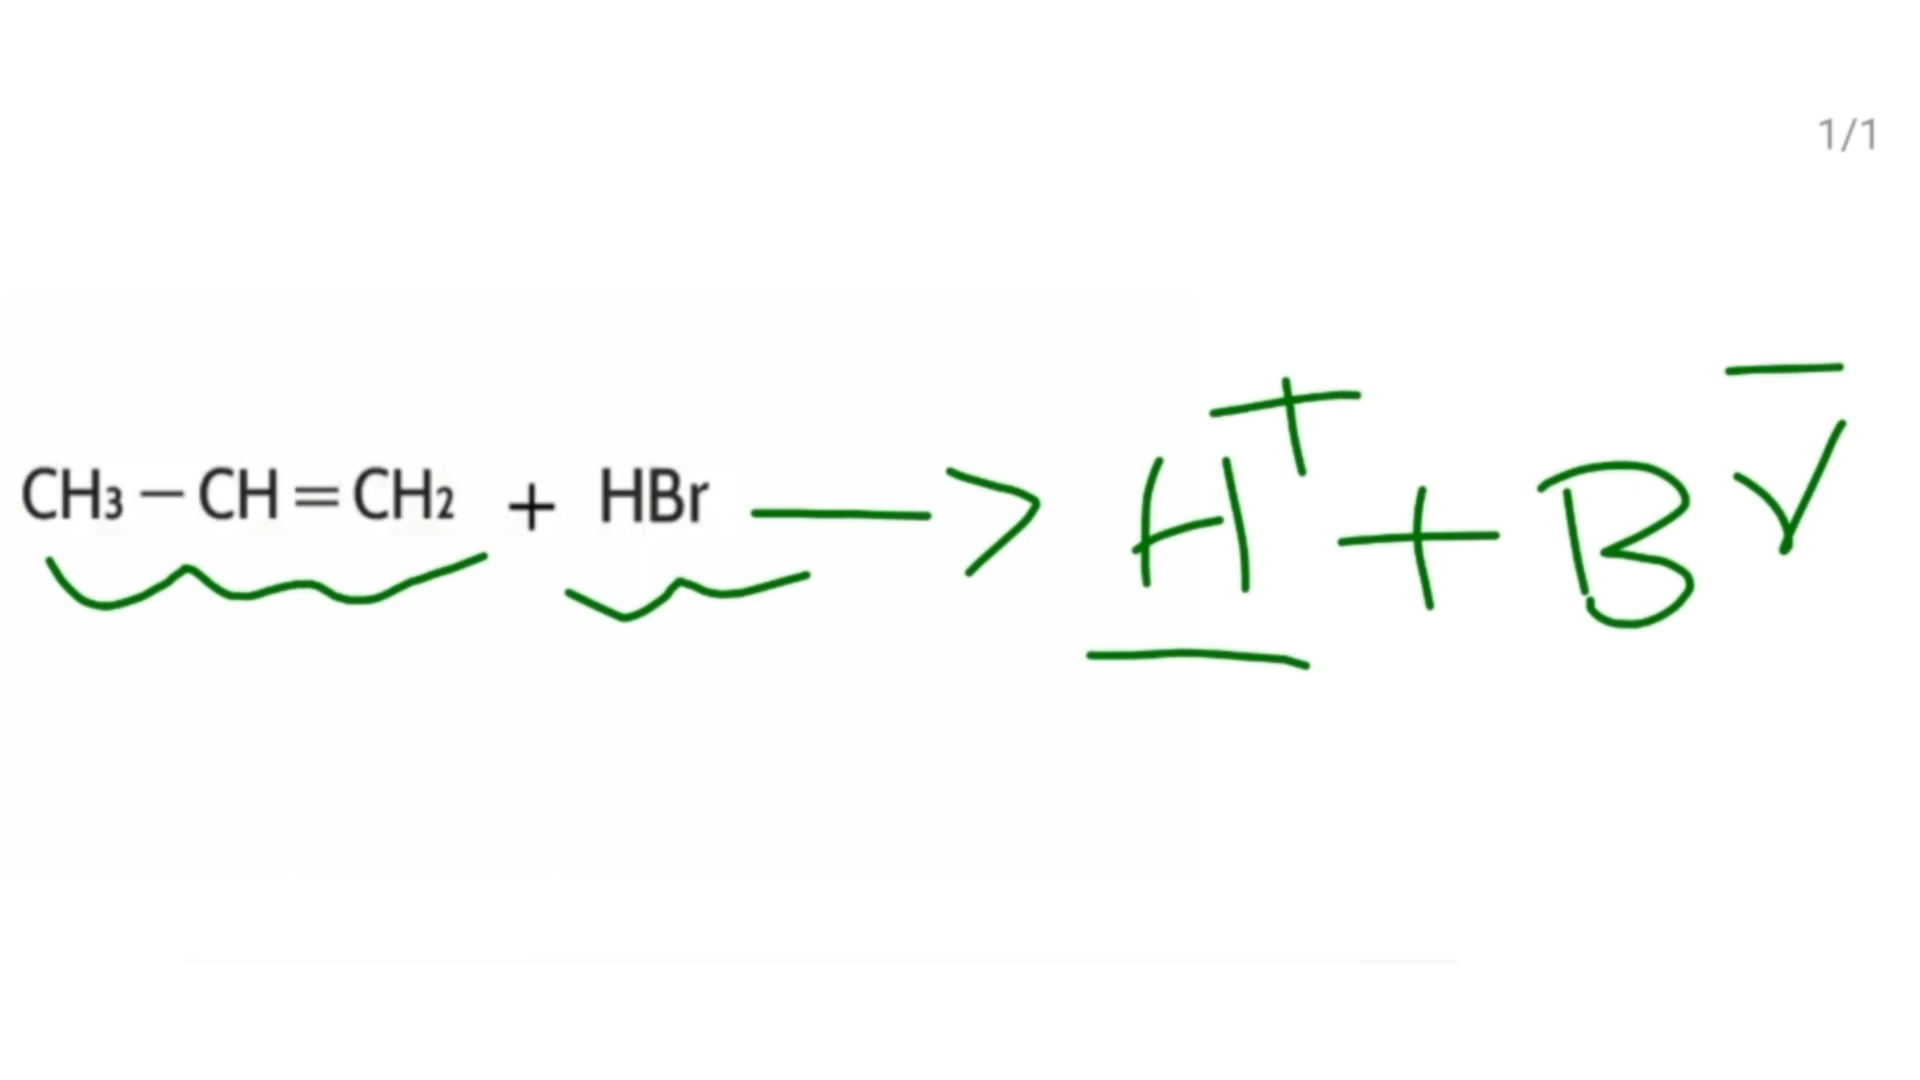 1/1
CH₃ − CH = CH₂ + HBr ⟶ H⁺ + Br⁻